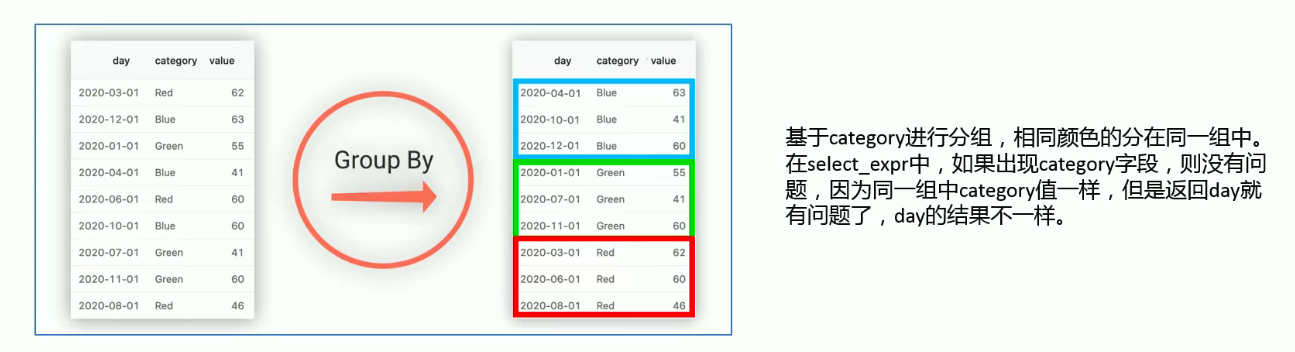 day category value
2020-03-01 Red 62
2020-12-01 Blue 63
2020-01-01 Green 55
2020-04-01 Blue 41
2020-06-01 Red 60
2020-10-01 Blue 60
2020-07-01 Green 41
2020-11-01 Green 60
2020-08-01 Red 46
Group By
day category value
2020-04-01 Blue 63
2020-10-01 Blue 41
2020-12-01 Blue 60
2020-01-01 Green 55
2020-07-01 Green 41
2020-11-01 Green 60
2020-03-01 Red 62
2020-06-01 Red 60
2020-08-01 Red 46
基于category进行分组，相同颜色的分在同一组中。
在select_expr中，如果出现category字段，则没有问
题，因为同一组中category值一样，但是返回day就
有问题了，day的结果不一样。